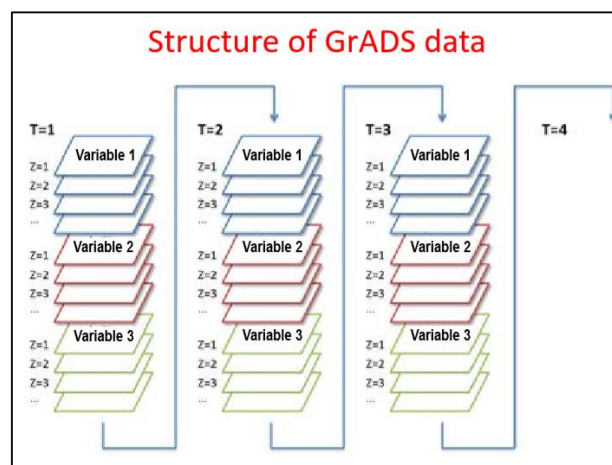 Structure of GrADS data
T=1
Variable 1
Z=1
Z=2
Z=3
...
Variable 2
Z=1
Z=2
Z=3
...
Variable 3
Z=1
Z=2
Z=3
...
T=2
Variable 1
Z=1
Z=2
Z=3
...
Variable 2
Z=1
Z=2
Z=3
...
Variable 3
Z=1
Z=2
Z=3
...
T=3
Variable 1
Z=1
Z=2
Z=3
...
Variable 2
Z=1
Z=2
Z=3
...
Variable 3
Z=1
Z=2
Z=3
...
T=4